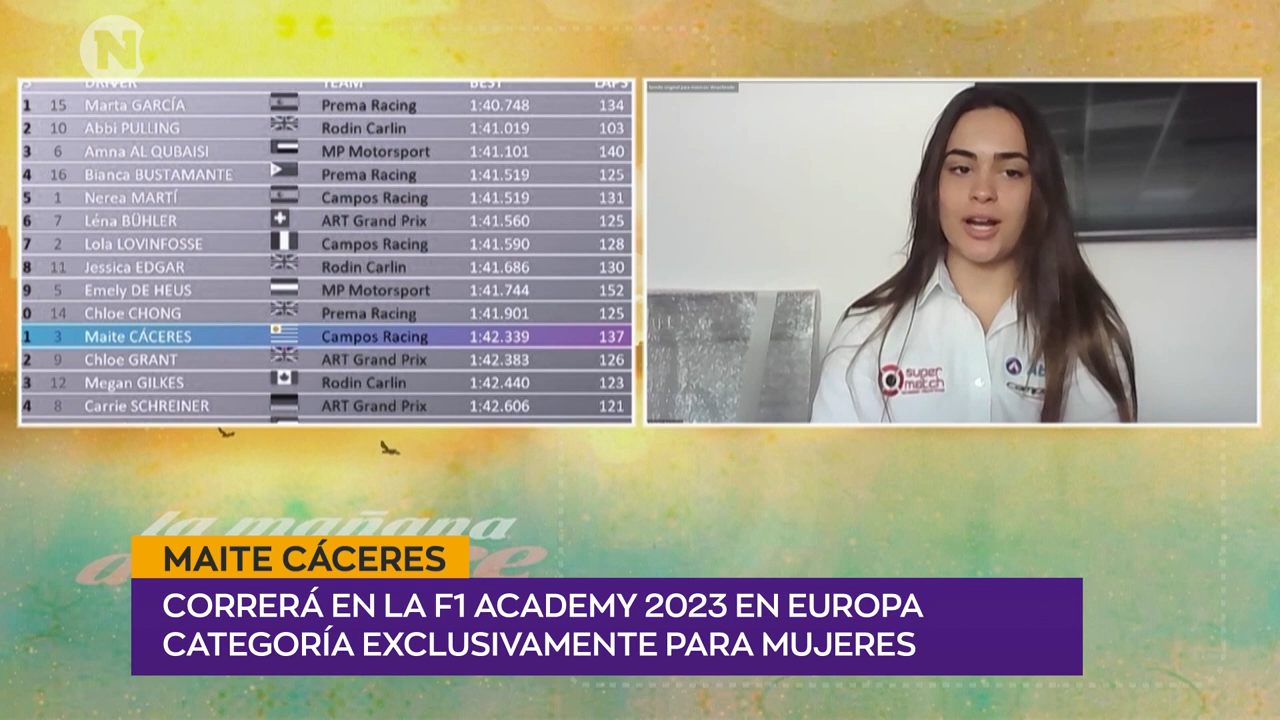 N
DRIVER TEAM BEST LAPS
1 15 Marta GARCÍA Prema Racing 1:40.748 134
2 10 Abbi PULLING Rodin Carlin 1:41.019 103
3 6 Amna AL QUBAISI MP Motorsport 1:41.101 140
4 16 Bianca BUSTAMANTE Prema Racing 1:41.519 125
5 1 Nerea MARTÍ Campos Racing 1:41.519 131
6 7 Léna BÜHLER ART Grand Prix 1:41.560 125
7 2 Lola LOVINFOSSE Campos Racing 1:41.590 128
8 11 Jessica EDGAR Rodin Carlin 1:41.686 130
9 5 Emely DE HEUS MP Motorsport 1:41.744 152
0 14 Chloe CHONG Prema Racing 1:41.901 125
1 3 Maite CÁCERES Campos Racing 1:42.339 137
2 9 Chloe GRANT ART Grand Prix 1:42.383 126
3 12 Megan GILKES Rodin Carlin 1:42.440 123
4 8 Carrie SCHREINER ART Grand Prix 1:42.606 121
super
match
la mañana
MAITE CÁCERES
CORRERÁ EN LA F1 ACADEMY 2023 EN EUROPA
CATEGORÍA EXCLUSIVAMENTE PARA MUJERES